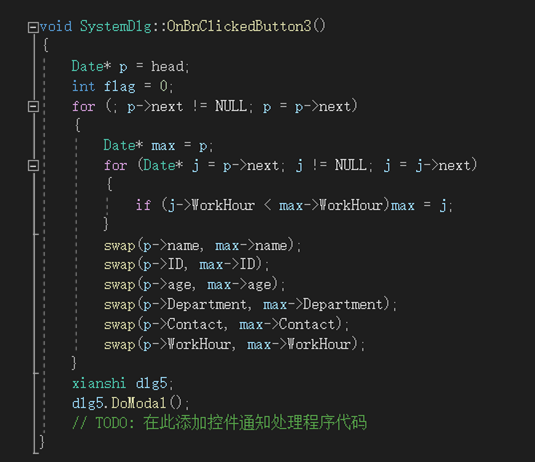 void SystemDlg::OnBnClickedButton3()
{
Date* p = head;
int flag = 0;
for (; p->next != NULL; p = p->next)
{
Date* max = p;
for (Date* j = p->next; j != NULL; j = j->next)
{
if (j->WorkHour < max->WorkHour)max = j;
}
swap(p->name, max->name);
swap(p->ID, max->ID);
swap(p->age, max->age);
swap(p->Department, max->Department);
swap(p->Contact, max->Contact);
swap(p->WorkHour, max->WorkHour);
}
xianshi dlg5;
dlg5.DoModal();
// TODO: 在此添加控件通知处理程序代码
}